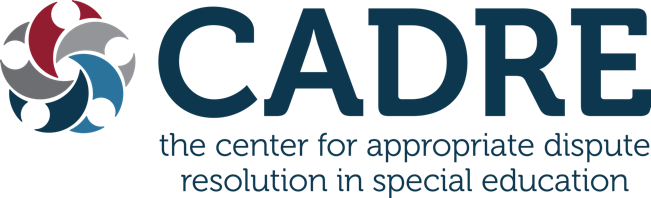 CADRE
the center for appropriate dispute
resolution in special education